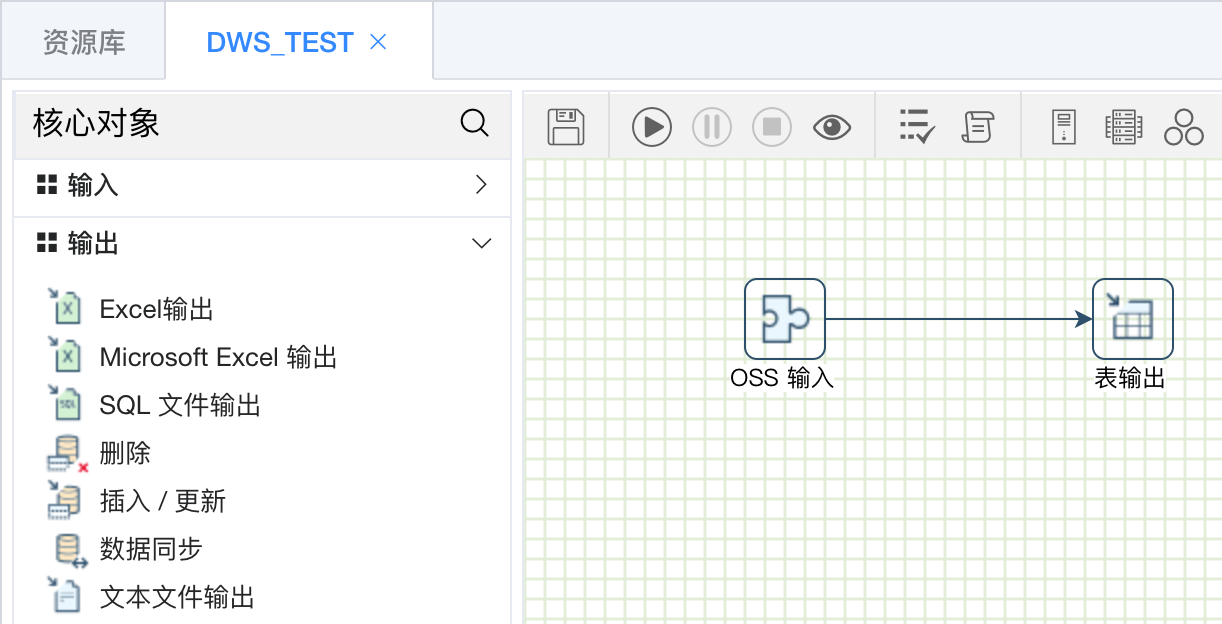 资源库
DWS_TEST
核心对象
输入
输出
Excel输出
Microsoft Excel 输出
SQL 文件输出
删除
插入 / 更新
数据同步
文本文件输出
OSS 输入
表输出